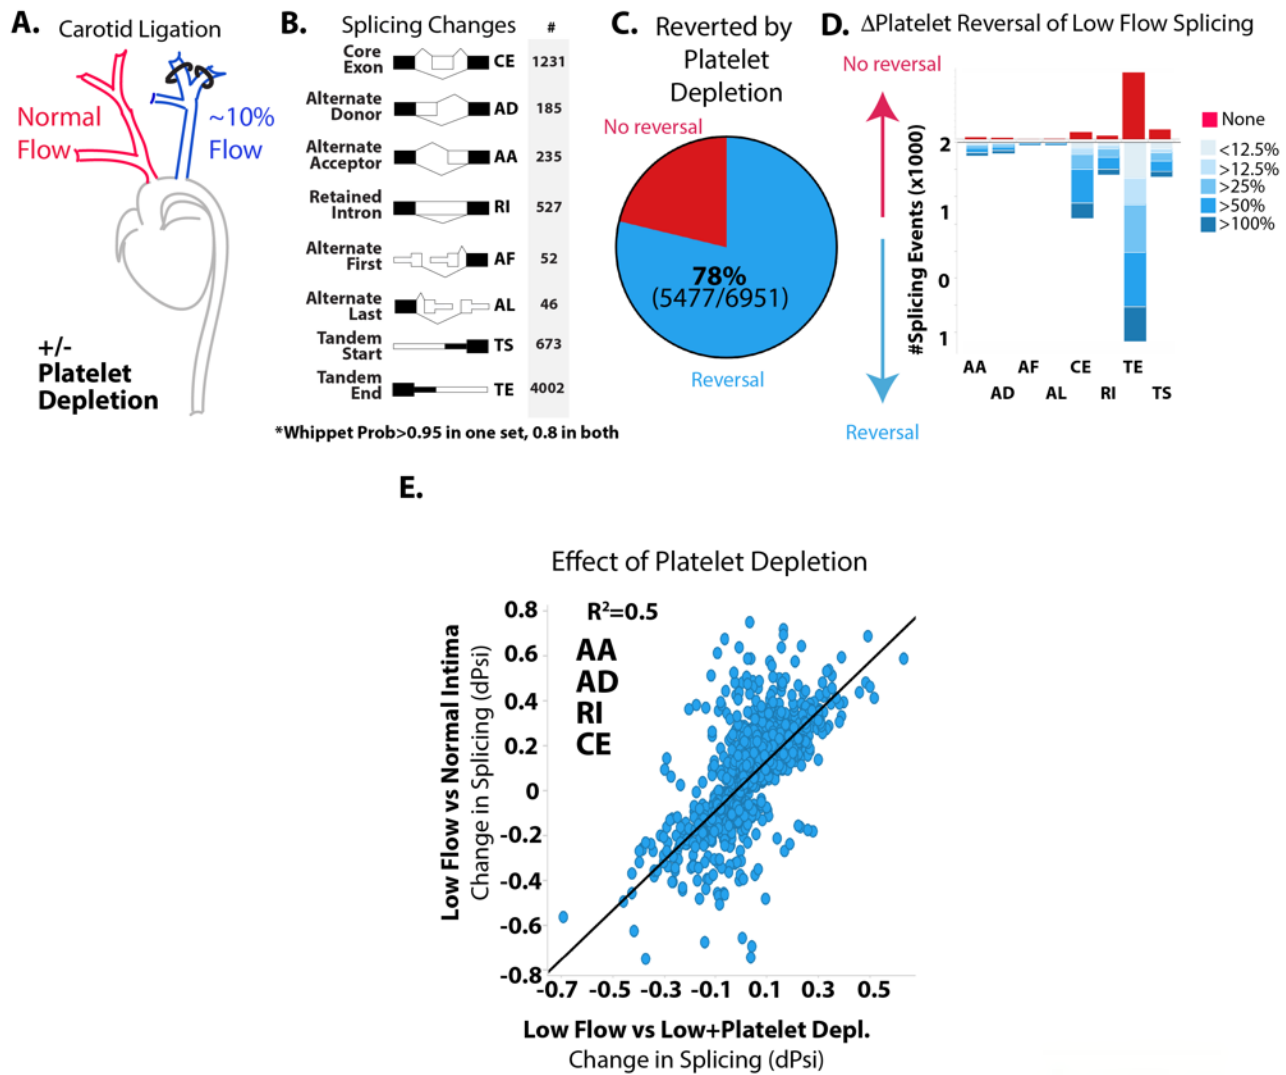 A.
Carotid Ligation
Normal
Flow
~10%
Flow
+/-
Platelet
Depletion
B.
Splicing Changes
#
Core
Exon
CE
1231
Alternate
Donor
AD
185
Alternate
Acceptor
AA
235
Retained
Intron
RI
527
Alternate
First
AF
52
Alternate
Last
AL
46
Tandem
Start
TS
673
Tandem
End
TE
4002
*Whippet Prob>0.95 in one set, 0.8 in both
C.
Reverted by
Platelet
Depletion
No reversal
78%
(5477/6951)
Reversal
D.
ΔPlatelet Reversal of Low Flow Splicing
No reversal
Reversal
#Splicing Events (x1000)
2
1
0
1
AA
AD
AF
AL
CE
RI
TE
TS
None
<12.5%
>12.5%
>25%
>50%
>100%
E.
Effect of Platelet Depletion
R²=0.5
AA
AD
RI
CE
Low Flow vs Normal Intima
Change in Splicing (dPsi)
0.8
0.6
0.4
0.2
0
-0.2
-0.4
-0.6
-0.8
-0.7 -0.5 -0.3 -0.1 0.1 0.3 0.5
Low Flow vs Low+Platelet Depl.
Change in Splicing (dPsi)